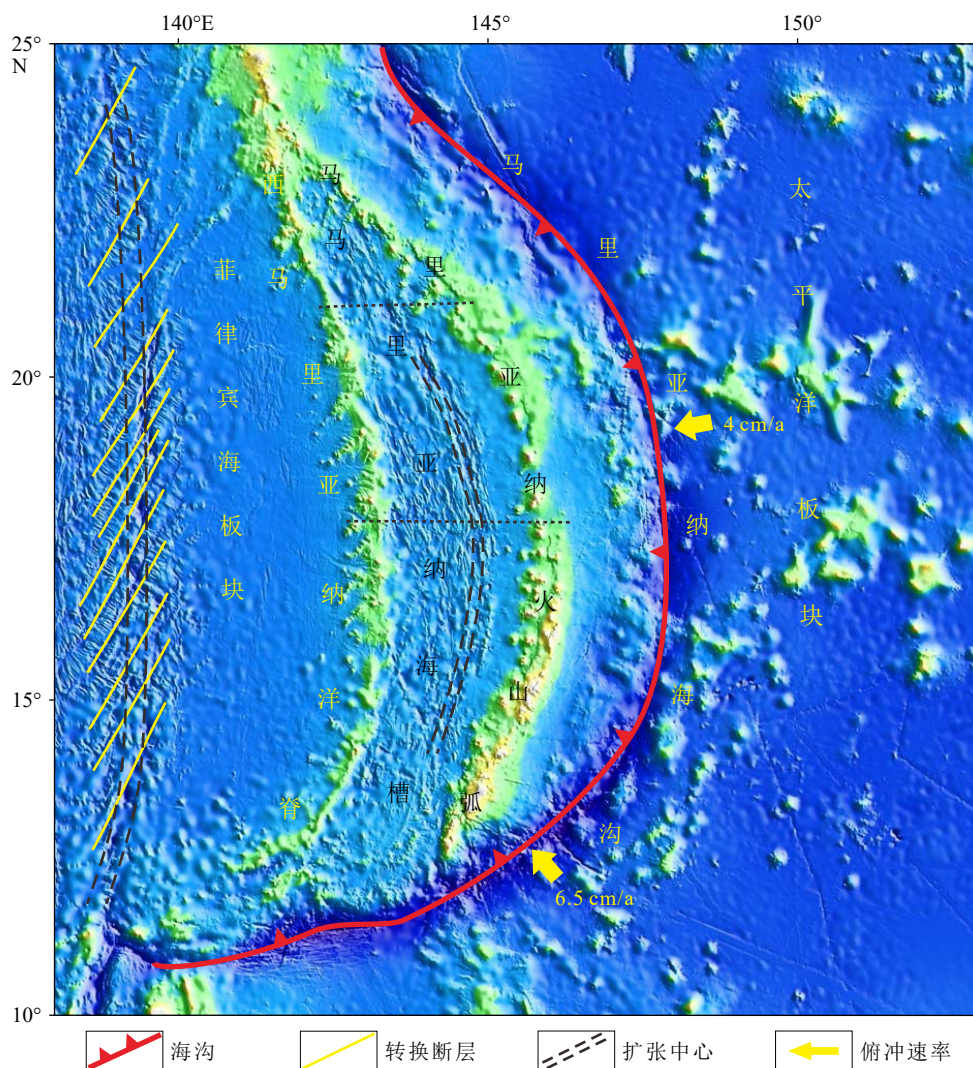 140°E 145° 150°
25°
N
20°
15°
10°
西马里亚纳洋脊
马里亚纳火山弧
马里亚纳海槽
马里亚纳海沟
菲律宾海板块
太平洋板块
4 cm/a
6.5 cm/a
海沟 转换断层 扩张中心 俯冲速率